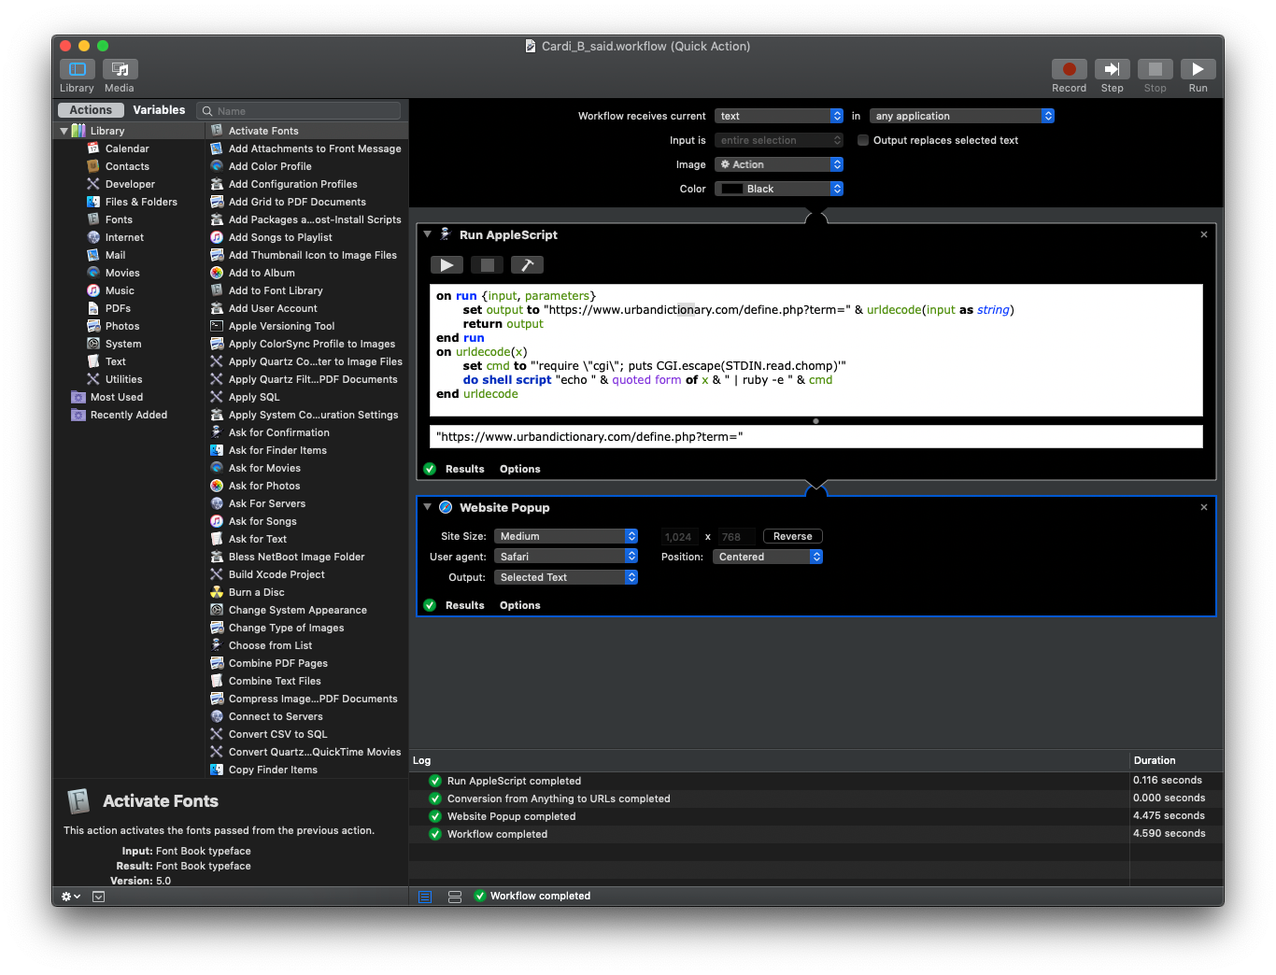 Cardi_B_said.workflow (Quick Action)
Library
Media
Record
Step
Stop
Run
Actions
Variables
Name
Library
Calendar
Contacts
Developer
Files & Folders
Fonts
Internet
Mail
Movies
Music
PDFs
Photos
System
Text
Utilities
Most Used
Recently Added
Activate Fonts
Add Attachments to Front Message
Add Color Profile
Add Configuration Profiles
Add Grid to PDF Documents
Add Packages a...ost-Install Scripts
Add Songs to Playlist
Add Thumbnail Icon to Image Files
Add to Album
Add to Font Library
Add User Account
Apple Versioning Tool
Apply ColorSync Profile to Images
Apply Quartz Co...ter to Image Files
Apply Quartz Filt...PDF Documents
Apply SQL
Apply System Co...uration Settings
Ask for Confirmation
Ask for Finder Items
Ask for Movies
Ask for Photos
Ask For Servers
Ask for Songs
Ask for Text
Bless NetBoot Image Folder
Build Xcode Project
Burn a Disc
Change System Appearance
Change Type of Images
Choose from List
Combine PDF Pages
Combine Text Files
Compress Image...PDF Documents
Connect to Servers
Convert CSV to SQL
Convert Quartz...QuickTime Movies
Copy Finder Items
Activate Fonts
This action activates the fonts passed from the previous action.
Input: Font Book typeface
Result: Font Book typeface
Version: 5.0
Workflow receives current text in any application
Input is entire selection Output replaces selected text
Image Action
Color Black
Run AppleScript
on run {input, parameters}
set output to "https://www.urbandictionary.com/define.php?term=" & urldecode(input as string)
return output
end run
on urldecode(x)
set cmd to "'require \"cgi\"; puts CGI.escape(STDIN.read.chomp)'"
do shell script "echo " & quoted form of x & " | ruby -e " & cmd
end urldecode
"https://www.urbandictionary.com/define.php?term="
Results Options
Website Popup
Site Size: Medium 1,024 x 768 Reverse
User agent: Safari Position: Centered
Output: Selected Text
Results Options
Log Duration
Run AppleScript completed 0.116 seconds
Conversion from Anything to URLs completed 0.000 seconds
Website Popup completed 4.475 seconds
Workflow completed 4.590 seconds
Workflow completed